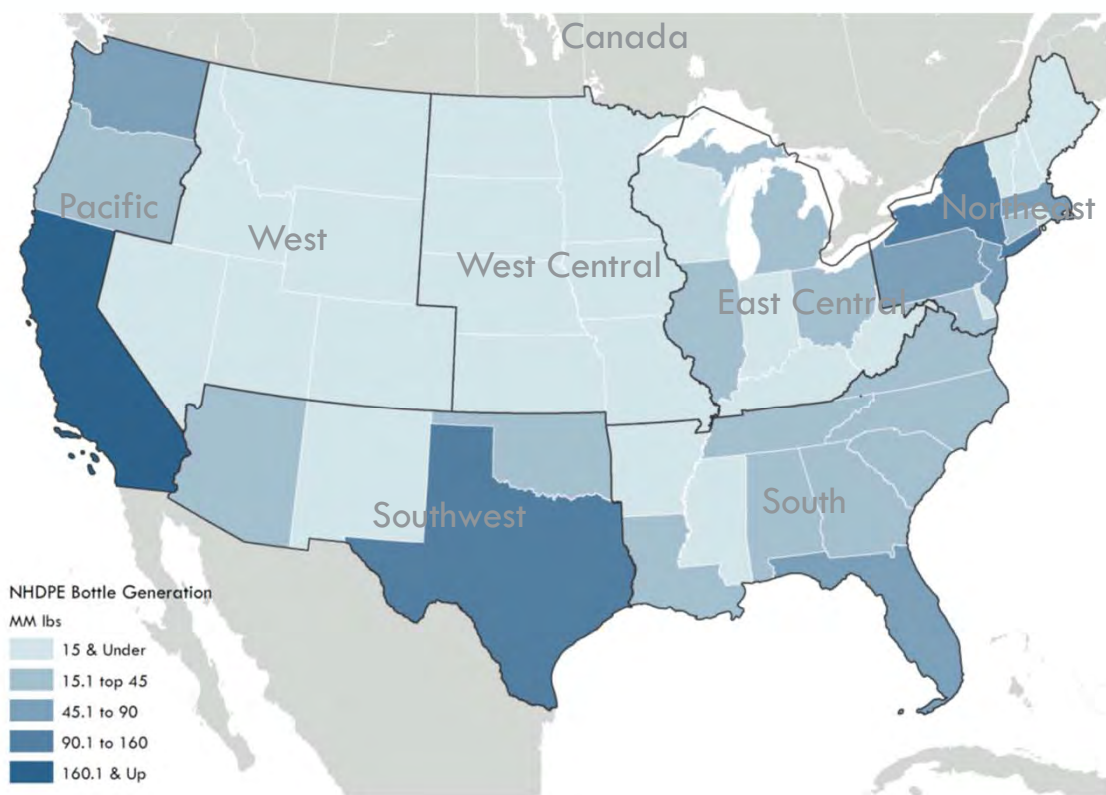 Canada
Pacific
Northeast
West
West Central
East Central
South
Southwest
NHDPE Bottle Generation
MM lbs
15 & Under
15.1 top 45
45.1 to 90
90.1 to 160
160.1 & Up